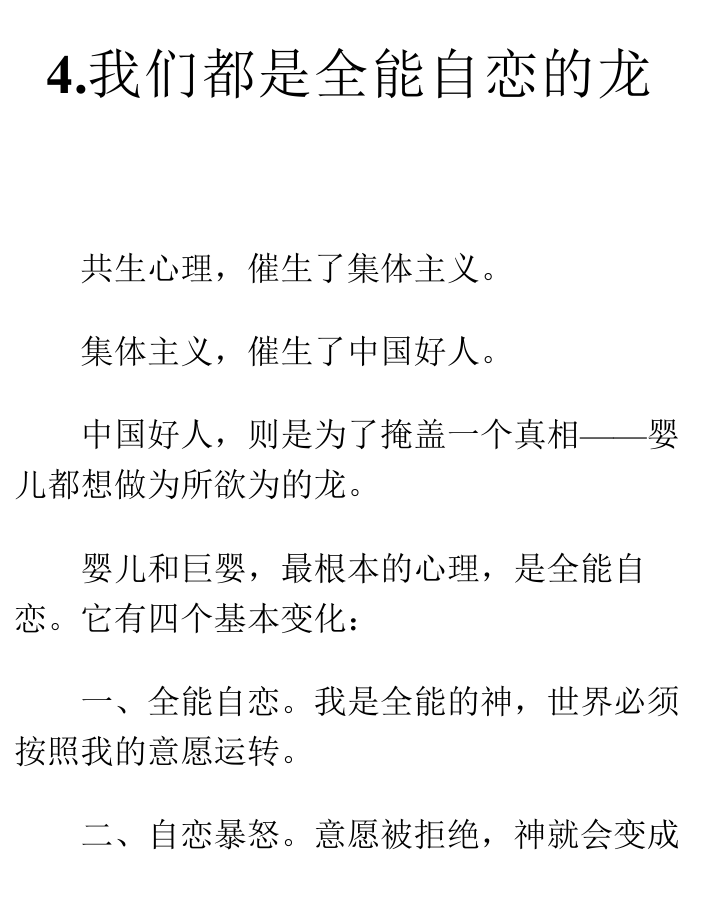 4.我们都是全能自恋的龙
共生心理，催生了集体主义。
集体主义，催生了中国好人。
中国好人，则是为了掩盖一个真相——婴
儿都想做为所欲为的龙。
婴儿和巨婴，最根本的心理，是全能自
恋。它有四个基本变化：
一、全能自恋。我是全能的神，世界必须
按照我的意愿运转。
二、自恋暴怒。意愿被拒绝，神就会变成